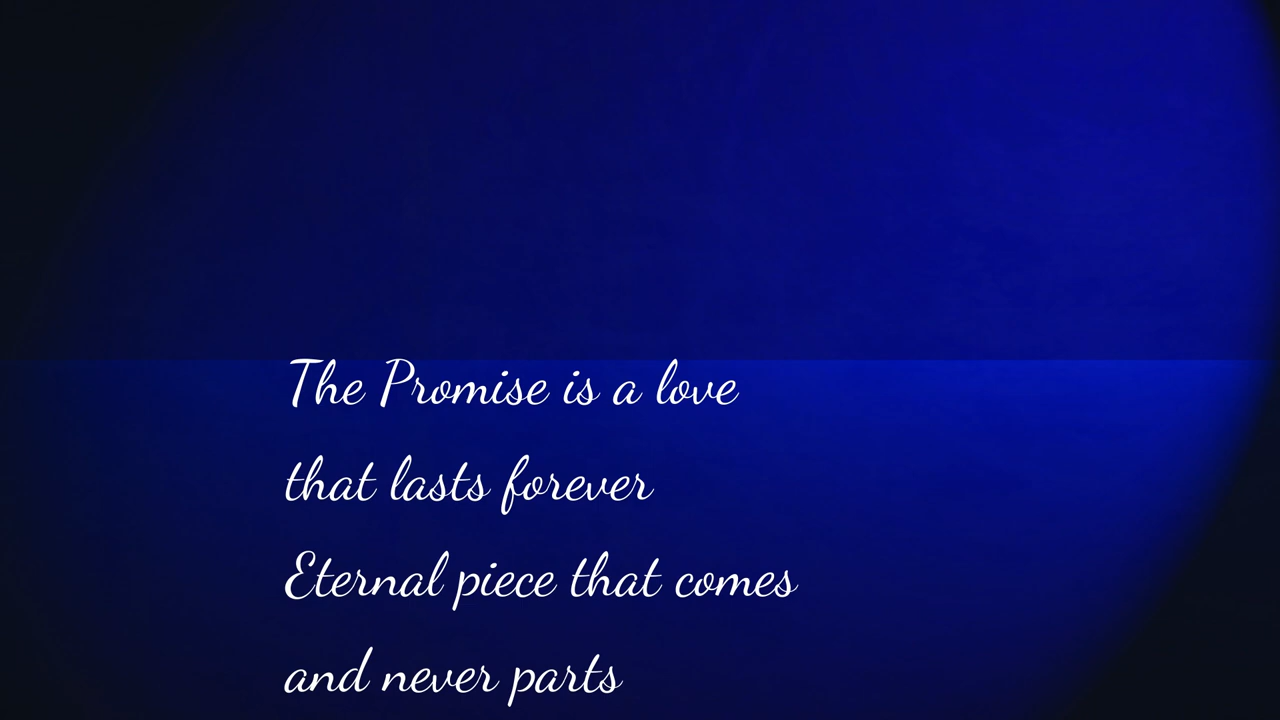 The Promise is a love
that lasts forever
Eternal piece that comes
and never parts